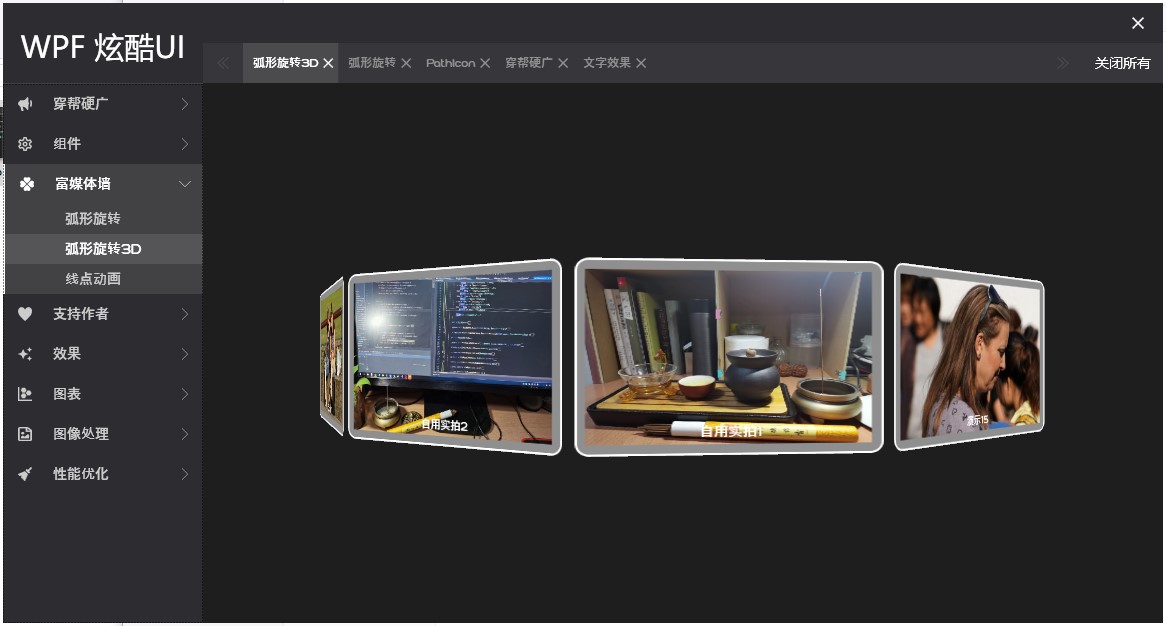 WPF 炫酷UI
弧形旋转3D
弧形旋转
PathIcon
穿帮硬广
文字效果
关闭所有
穿帮硬广
组件
富媒体墙
弧形旋转
弧形旋转3D
线点动画
支持作者
效果
图表
图像处理
性能优化
自用实拍2
自用实拍1
演示15